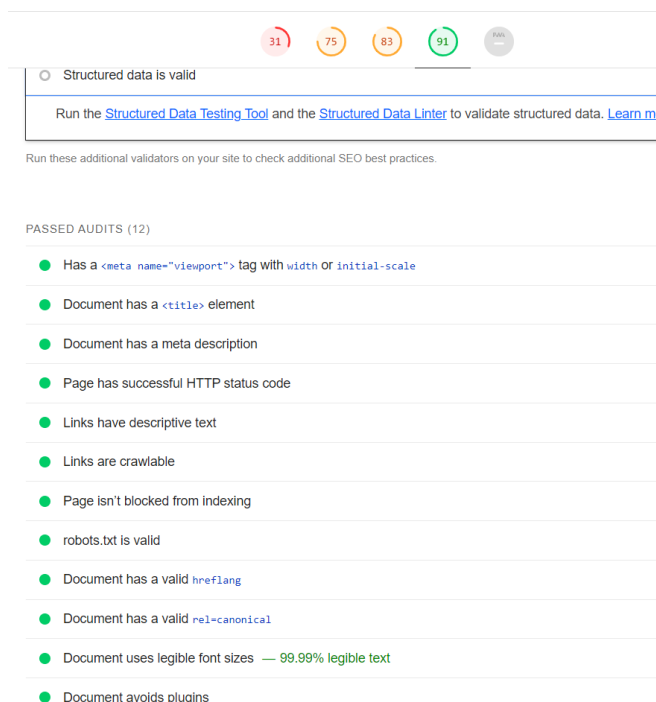 31 75 83 91 PWA
Structured data is valid
Run the Structured Data Testing Tool and the Structured Data Linter to validate structured data. Learn m
Run these additional validators on your site to check additional SEO best practices.
PASSED AUDITS (12)
Has a <meta name="viewport"> tag with width or initial-scale
Document has a <title> element
Document has a meta description
Page has successful HTTP status code
Links have descriptive text
Links are crawlable
Page isn't blocked from indexing
robots.txt is valid
Document has a valid hreflang
Document has a valid rel=canonical
Document uses legible font sizes — 99.99% legible text
Document avoids plugins